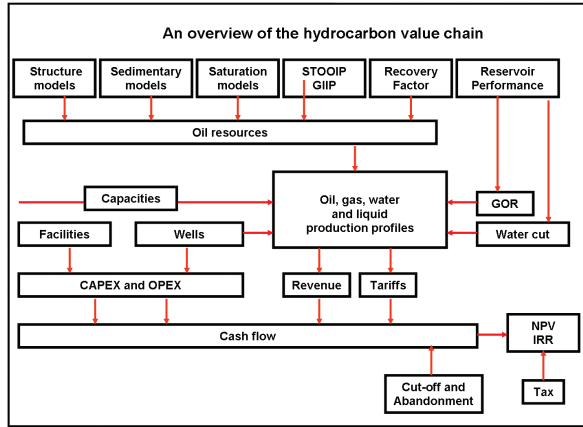 An overview of the hydrocarbon value chain
Structure
models
Sedimentary
models
Saturation
models
STOOIP
GIIP
Recovery
Factor
Reservoir
Performance
Oil resources
Capacities
Oil, gas, water
and liquid
production profiles
GOR
Facilities
Wells
Water cut
CAPEX and OPEX
Revenue
Tariffs
Cash flow
NPV
IRR
Cut-off and
Abandonment
Tax